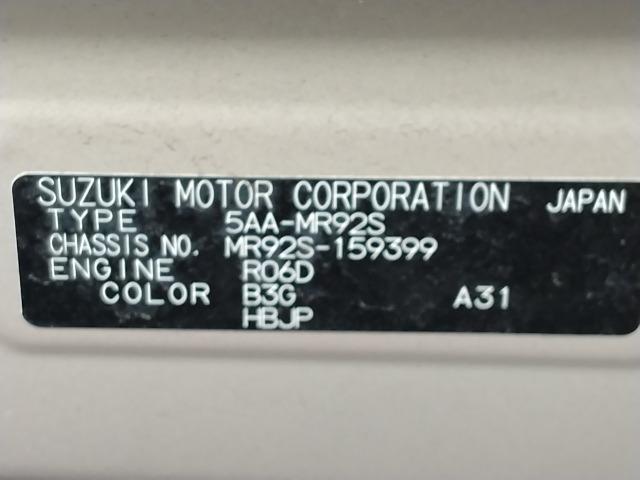 SUZUKI MOTOR CORPORATION JAPAN
TYPE 5AA-MR92S
CHASSIS NO. MR92S-159399
ENGINE R06D
COLOR B3G A31
HBJP